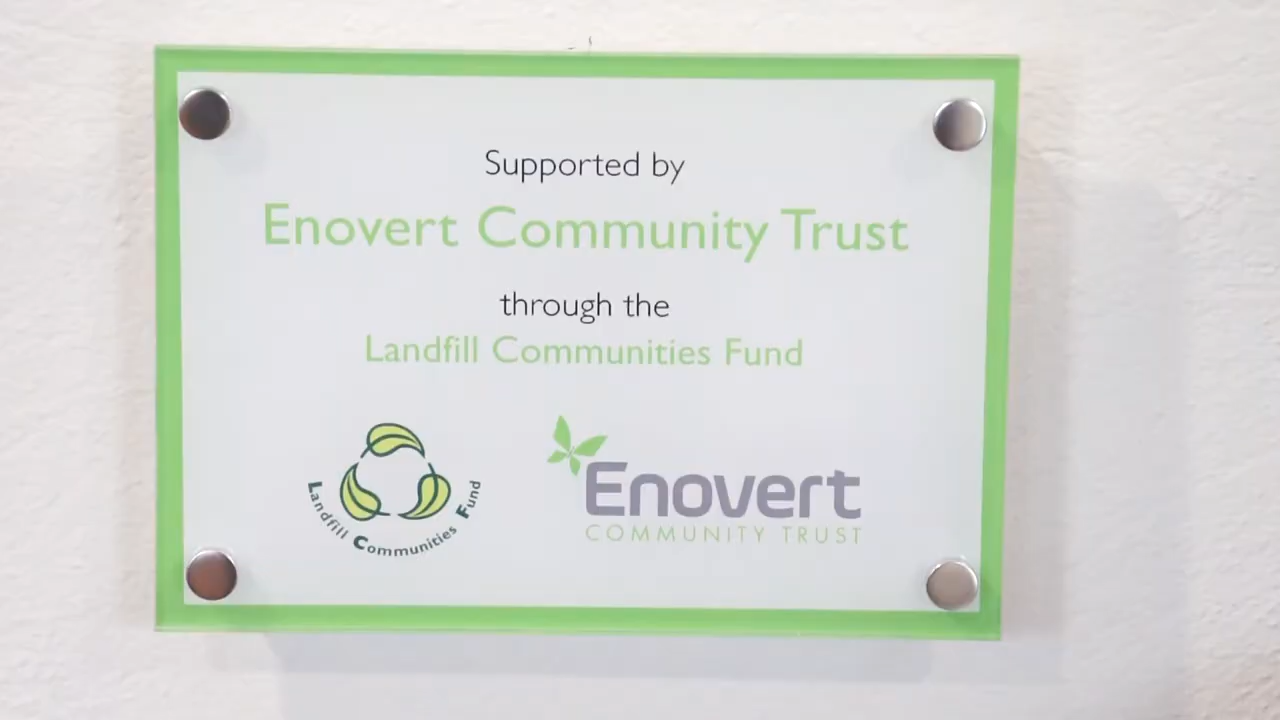 Supported by
Enovert Community Trust
through the
Landfill Communities Fund
Landfill Communities Fund
Enovert
COMMUNITY TRUST